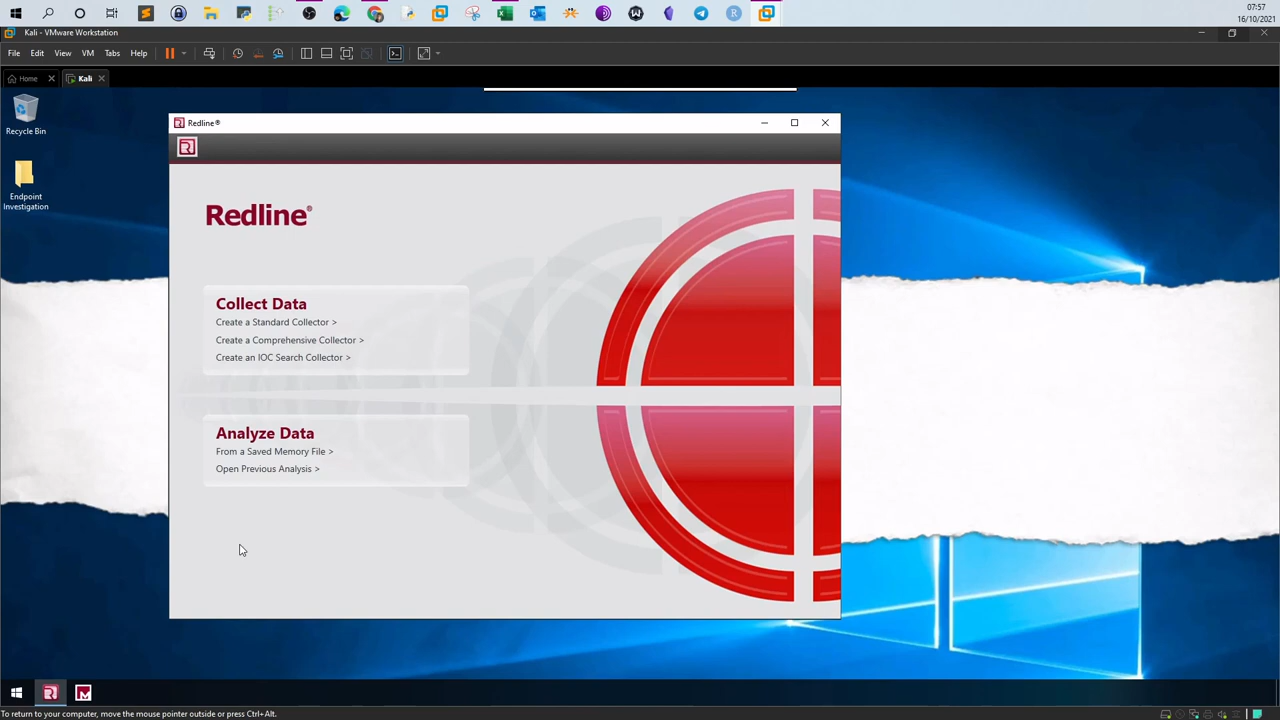 07:57
16/10/2021
Kali - VMware Workstation
File Edit View VM Tabs Help
Home
Kali
Recycle Bin
Endpoint
Investigation
Redline®
Redline®
Collect Data
Create a Standard Collector >
Create a Comprehensive Collector >
Create an IOC Search Collector >
Analyze Data
From a Saved Memory File >
Open Previous Analysis >
To return to your computer, move the mouse pointer outside or press Ctrl+Alt.